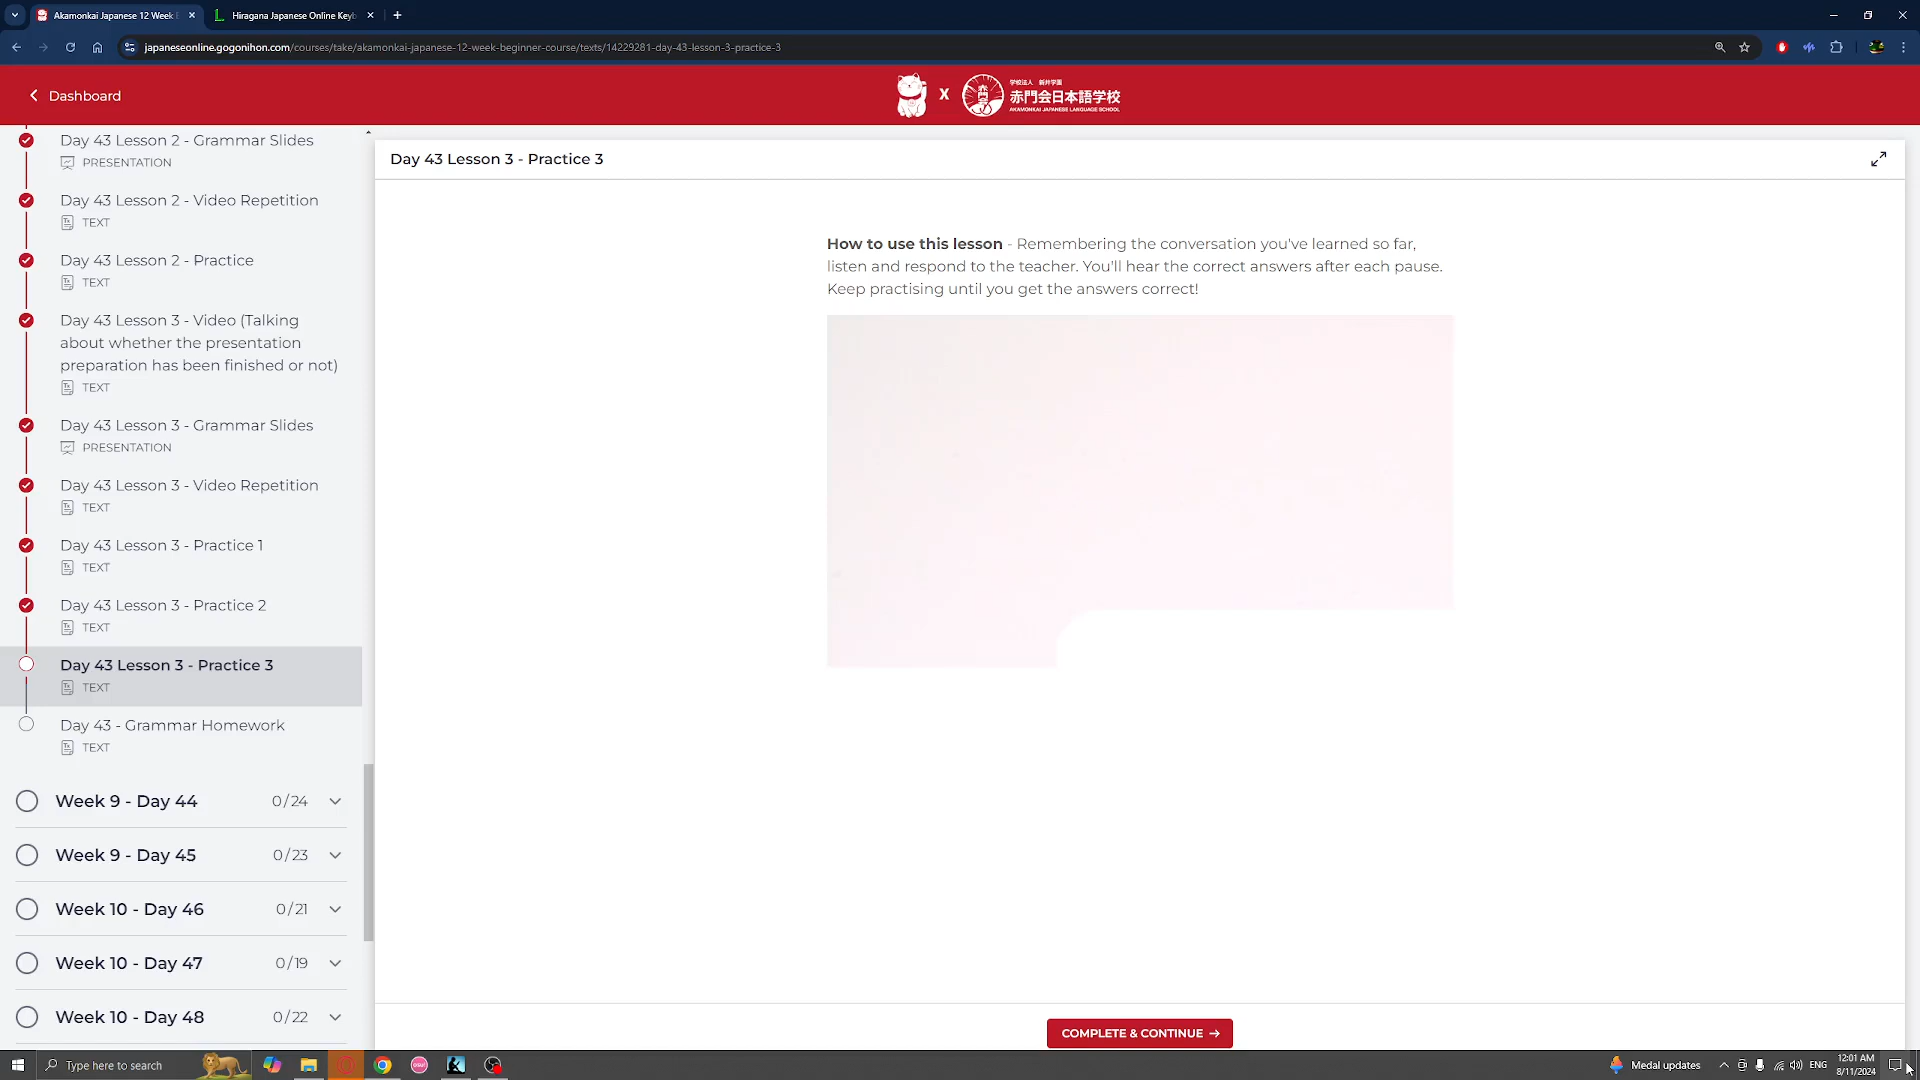 Akamonkai Japanese 12 Week
Hiragana Japanese Online Keyb
japaneseonline.gogonihon.com/courses/take/akamonkai-japanese-12-week-beginner-course/texts/14229281-day-43-lesson-3-practice-3
Dashboard
X
学校法人 新井学園
赤門会日本語学校
AKAMONKAI JAPANESE LANGUAGE SCHOOL
Day 43 Lesson 2 - Grammar Slides
PRESENTATION
Day 43 Lesson 2 - Video Repetition
TEXT
Day 43 Lesson 2 - Practice
TEXT
Day 43 Lesson 3 - Video (Talking
about whether the presentation
preparation has been finished or not)
TEXT
Day 43 Lesson 3 - Grammar Slides
PRESENTATION
Day 43 Lesson 3 - Video Repetition
TEXT
Day 43 Lesson 3 - Practice 1
TEXT
Day 43 Lesson 3 - Practice 2
TEXT
Day 43 Lesson 3 - Practice 3
TEXT
Day 43 - Grammar Homework
TEXT
Week 9 - Day 44 0/24
Week 9 - Day 45 0/23
Week 10 - Day 46 0/21
Week 10 - Day 47 0/19
Week 10 - Day 48 0/22
Day 43 Lesson 3 - Practice 3
How to use this lesson - Remembering the conversation you've learned so far,
listen and respond to the teacher. You'll hear the correct answers after each pause.
Keep practising until you get the answers correct!
COMPLETE & CONTINUE →
Type here to search
osu!
Medal updates
ENG
12:01 AM
8/11/2024